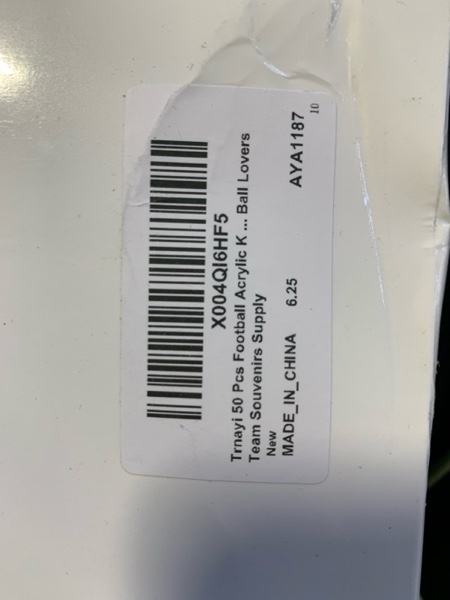 X004QI6HF5
Trnayi 50 Pcs Football Acrylic K ... Ball Lovers
Team Souvenirs Supply
New
MADE_IN_CHINA 6.25 AYA1187
10